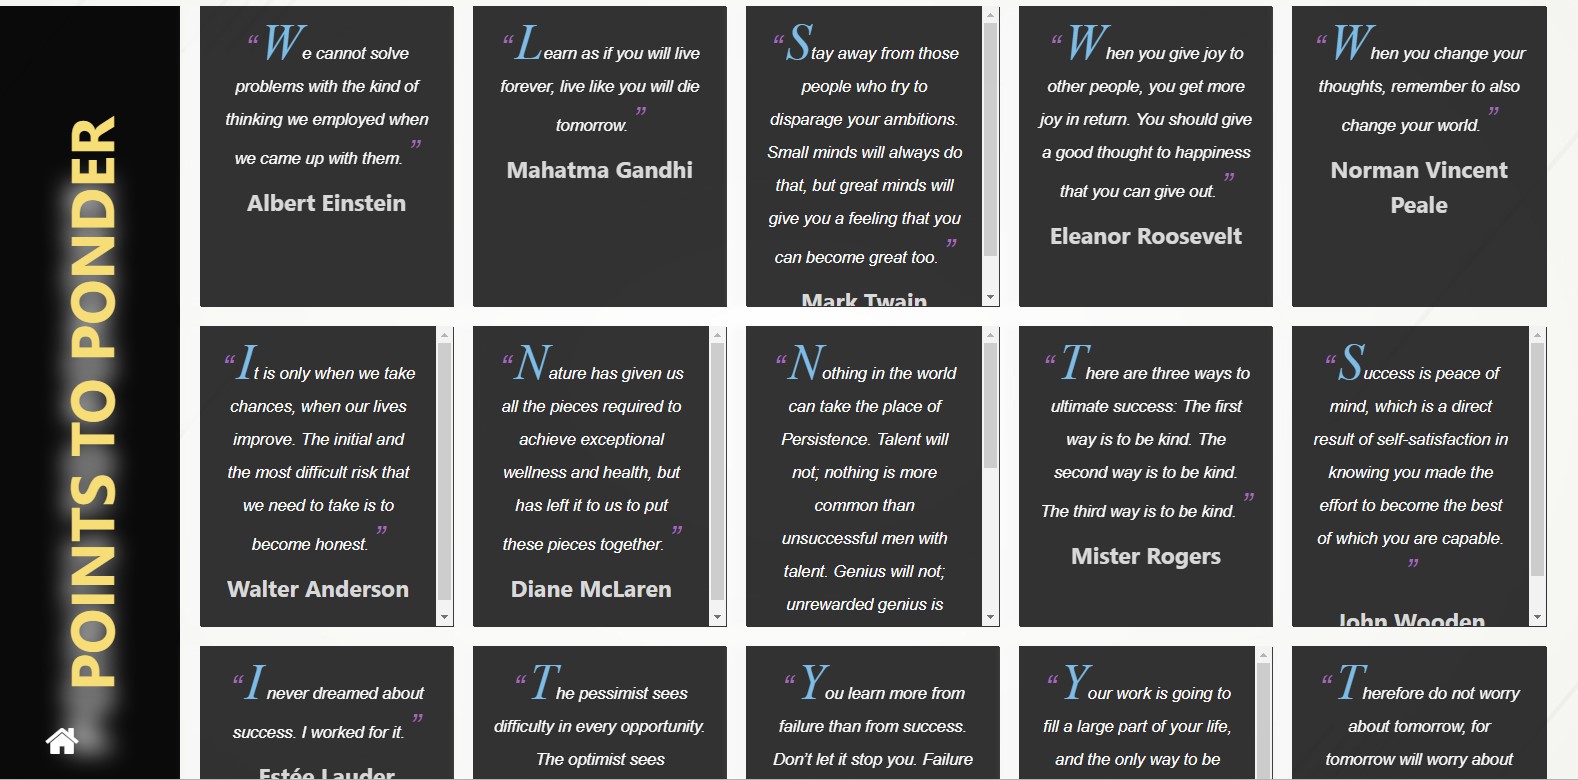 POINTS TO PONDER
“We cannot solve
problems with the kind of
thinking we employed when
we came up with them. ”
Albert Einstein
“Learn as if you will live
forever, live like you will die
tomorrow. ”
Mahatma Gandhi
“Stay away from those
people who try to
disparage your ambitions.
Small minds will always do
that, but great minds will
give you a feeling that you
can become great too. ”
Mark Twain
“When you give joy to
other people, you get more
joy in return. You should give
a good thought to happiness
that you can give out. ”
Eleanor Roosevelt
“When you change your
thoughts, remember to also
change your world. ”
Norman Vincent
Peale
“It is only when we take
chances, when our lives
improve. The initial and
the most difficult risk that
we need to take is to
become honest. ”
Walter Anderson
“Nature has given us
all the pieces required to
achieve exceptional
wellness and health, but
has left it to us to put
these pieces together. ”
Diane McLaren
“Nothing in the world
can take the place of
Persistence. Talent will
not; nothing is more
common than
unsuccessful men with
talent. Genius will not;
unrewarded genius is
“There are three ways to
ultimate success: The first
way is to be kind. The
second way is to be kind.
The third way is to be kind. ”
Mister Rogers
“Success is peace of
mind, which is a direct
result of self-satisfaction in
knowing you made the
effort to become the best
of which you are capable.
”
John Wooden
“I never dreamed about
success. I worked for it. ”
Estée Lauder
“The pessimist sees
difficulty in every opportunity.
The optimist sees
“You learn more from
failure than from success.
Don’t let it stop you. Failure
“Your work is going to
fill a large part of your life,
and the only way to be
“Therefore do not worry
about tomorrow, for
tomorrow will worry about